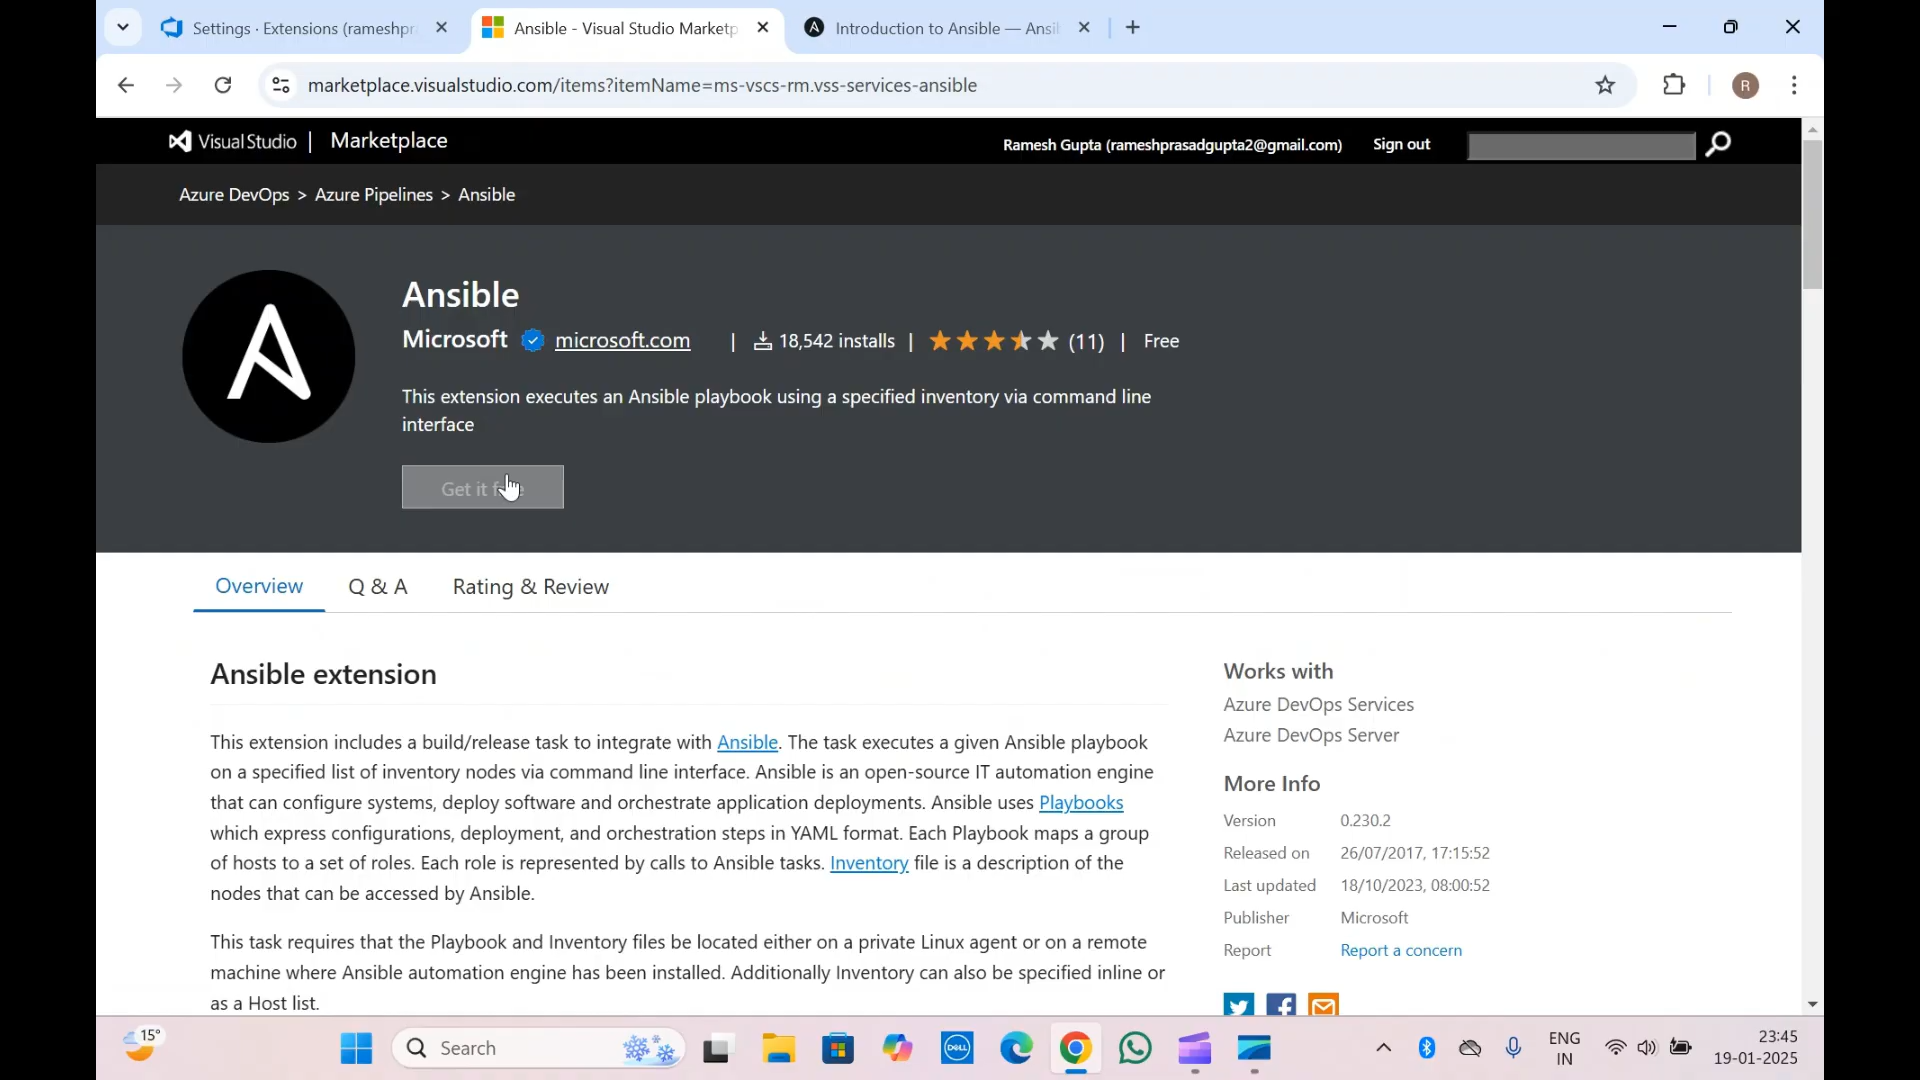 Settings · Extensions (rameshpr
Ansible - Visual Studio Marketp
Introduction to Ansible — Ansi
marketplace.visualstudio.com/items?itemName=ms-vscs-rm.vss-services-ansible
R
Visual Studio | Marketplace
Ramesh Gupta (rameshprasadgupta2@gmail.com)
Sign out
Azure DevOps > Azure Pipelines > Ansible
Ansible
Microsoft microsoft.com | 18,542 installs | (11) | Free
This extension executes an Ansible playbook using a specified inventory via command line
interface
Get it
Overview
Q & A
Rating & Review
Ansible extension
This extension includes a build/release task to integrate with Ansible. The task executes a given Ansible playbook
on a specified list of inventory nodes via command line interface. Ansible is an open-source IT automation engine
that can configure systems, deploy software and orchestrate application deployments. Ansible uses Playbooks
which express configurations, deployment, and orchestration steps in YAML format. Each Playbook maps a group
of hosts to a set of roles. Each role is represented by calls to Ansible tasks. Inventory file is a description of the
nodes that can be accessed by Ansible.
This task requires that the Playbook and Inventory files be located either on a private Linux agent or on a remote
machine where Ansible automation engine has been installed. Additionally Inventory can also be specified inline or
as a Host list.
Works with
Azure DevOps Services
Azure DevOps Server
More Info
Version 0.230.2
Released on 26/07/2017, 17:15:52
Last updated 18/10/2023, 08:00:52
Publisher Microsoft
Report Report a concern
15°
Search
DELL
ENG
IN
23:45
19-01-2025